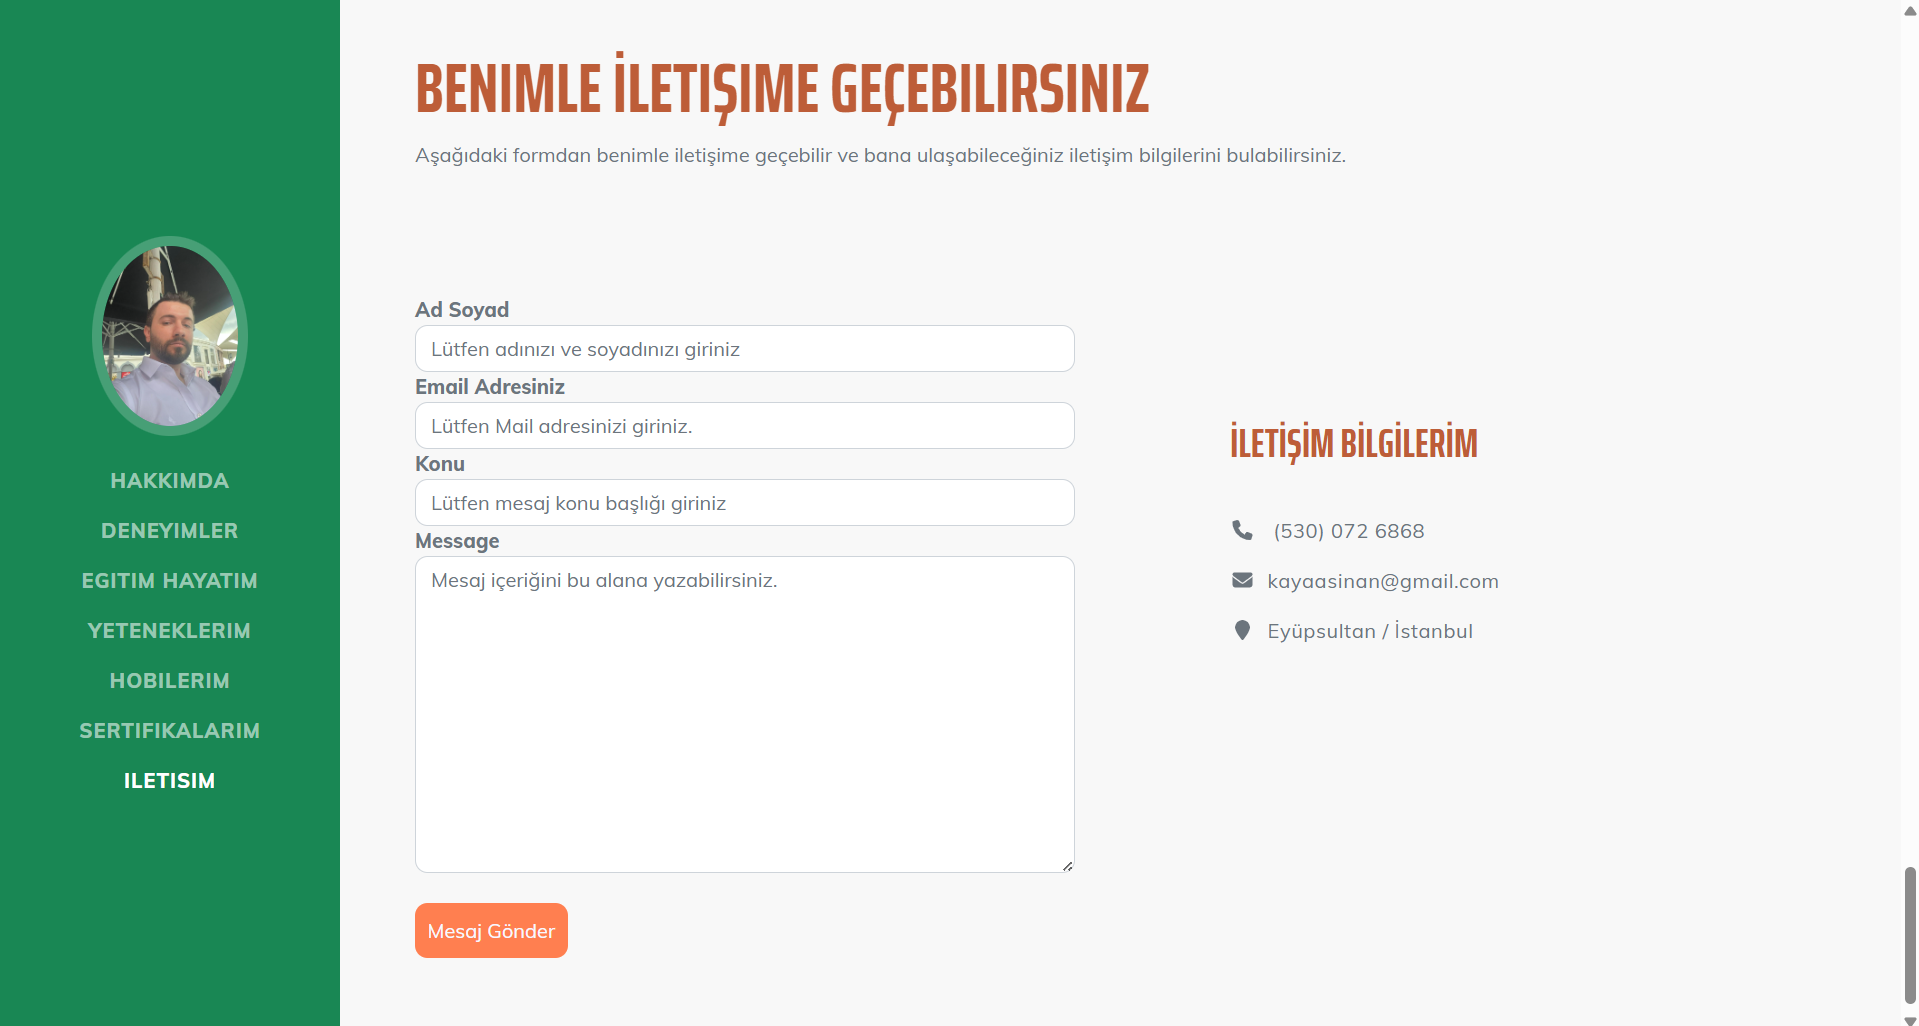 HAKKIMDA
DENEYIMLER
EGITIM HAYATIM
YETENEKLERIM
HOBILERIM
SERTIFIKALARIM
ILETISIM
BENIMLE İLETIŞIME GEÇEBILIRSINIZ
Aşağıdaki formdan benimle iletişime geçebilir ve bana ulaşabileceğiniz iletişim bilgilerini bulabilirsiniz.
Ad Soyad
Lütfen adınızı ve soyadınızı giriniz
Email Adresiniz
Lütfen Mail adresinizi giriniz.
Konu
Lütfen mesaj konu başlığı giriniz
Message
Mesaj içeriğini bu alana yazabilirsiniz.
Mesaj Gönder
İLETİŞİM BİLGİLERİM
(530) 072 6868
kayaasinan@gmail.com
Eyüpsultan / İstanbul